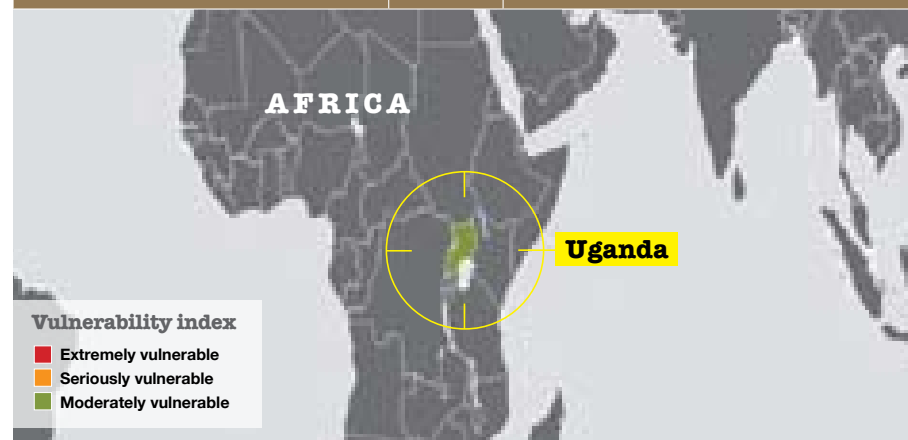 AFRICA
Uganda
Vulnerability index
Extremely vulnerable
Seriously vulnerable
Moderately vulnerable